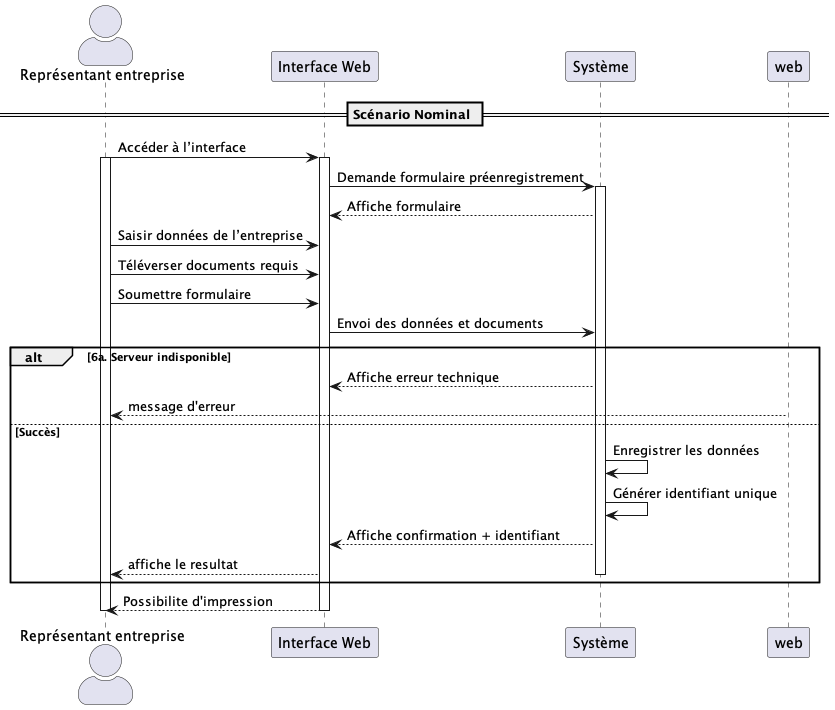 Représentant entreprise
Interface Web
Système
web
Scénario Nominal
Accéder à l’interface
Demande formulaire préenregistrement
Affiche formulaire
Saisir données de l’entreprise
Téléverser documents requis
Soumettre formulaire
Envoi des données et documents
alt
[6a. Serveur indisponible]
Affiche erreur technique
message d'erreur
[Succès]
Enregistrer les données
Générer identifiant unique
Affiche confirmation + identifiant
affiche le resultat
Possibilite d'impression
Représentant entreprise
Interface Web
Système
web